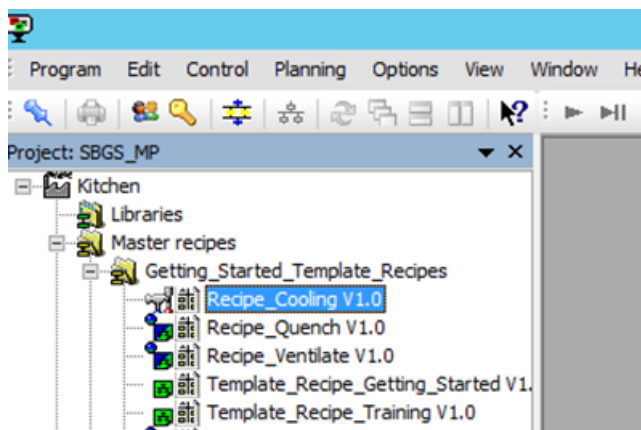 Program Edit Control Planning Options View Window
Project: SBGS_MP
Kitchen
Libraries
Master recipes
Getting_Started_Template_Recipes
Recipe_Cooling V1.0
Recipe_Quench V1.0
Recipe_Ventilate V1.0
Template_Recipe_Getting_Started V1.
Template_Recipe_Training V1.0